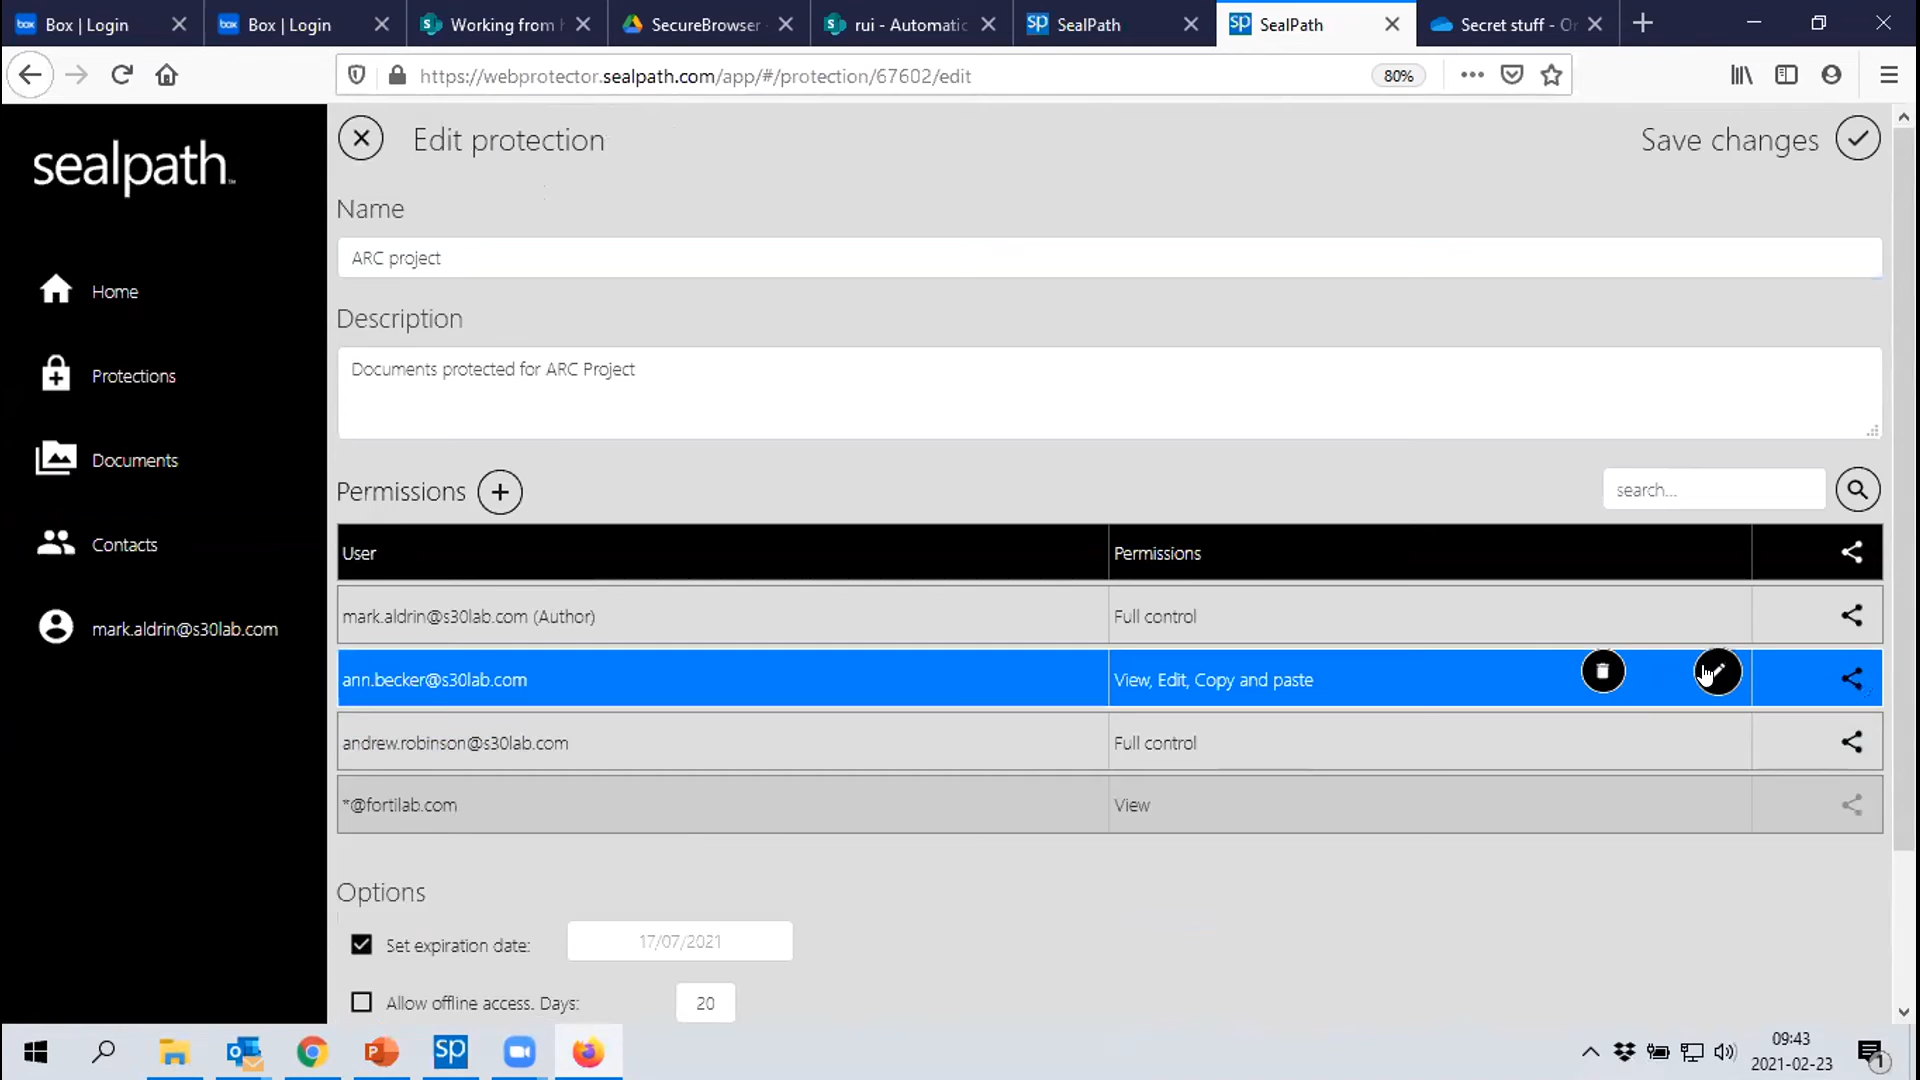 Box | Login
Box | Login
Working from
SecureBrowser
rui - Automatic
SealPath
SealPath
Secret stuff - On
https://webprotector.sealpath.com/app/#/protection/67602/edit
80%
sealpath™
Home
Protections
Documents
Contacts
mark.aldrin@s30lab.com
Edit protection
Save changes
Name
ARC project
Description
Documents protected for ARC Project
Permissions
search...
User Permissions
mark.aldrin@s30lab.com (Author) Full control
ann.becker@s30lab.com View, Edit, Copy and paste
andrew.robinson@s30lab.com Full control
*@fortilab.com View
Options
Set expiration date: 17/07/2021
Allow offline access. Days: 20
09:43
2021-02-23
1